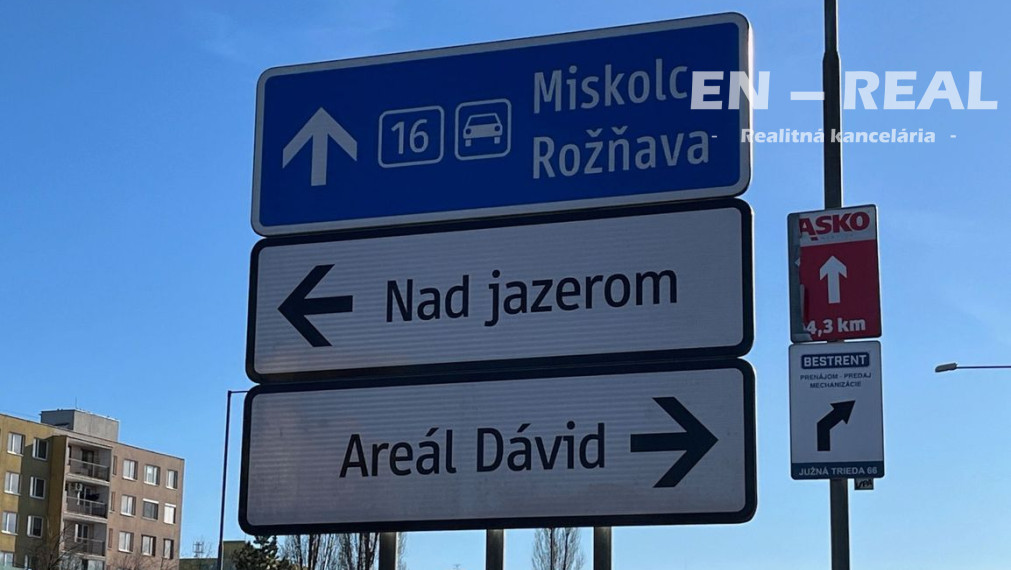 EN – REAL
- Realitná kancelária -
16 Miskolc
Rožňava
Nad jazerom
Areál Dávid
ASKO
4,3 km
BESTRENT
PRENÁJOM - PREDAJ
MECHANIZÁCIE
JUŽNÁ TRIEDA 66